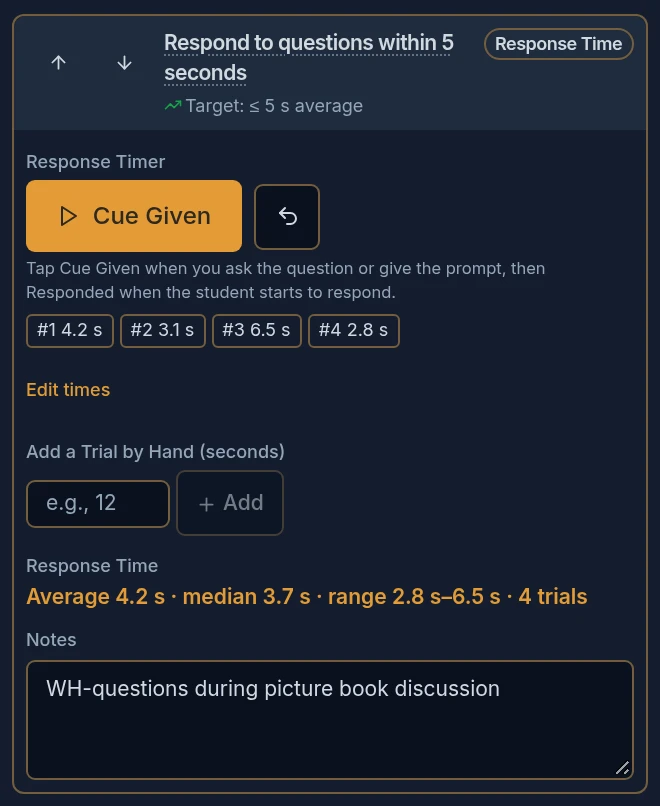 Respond to questions within 5
seconds
Response Time
Target: ≤ 5 s average
Response Timer
Cue Given
Tap Cue Given when you ask the question or give the prompt, then
Responded when the student starts to respond.
#1 4.2 s #2 3.1 s #3 6.5 s #4 2.8 s
Edit times
Add a Trial by Hand (seconds)
e.g., 12
+ Add
Response Time
Average 4.2 s · median 3.7 s · range 2.8 s–6.5 s · 4 trials
Notes
WH-questions during picture book discussion